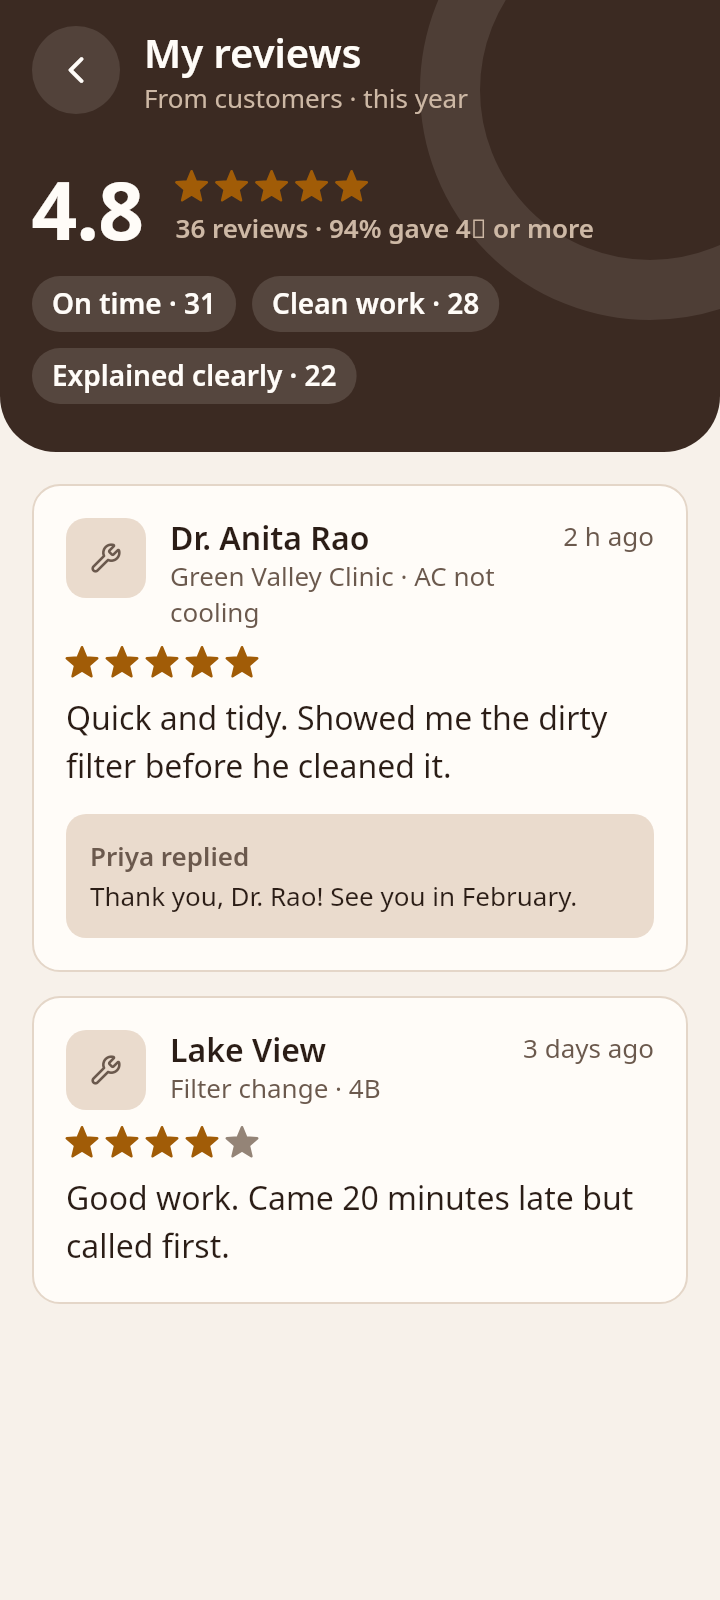 My reviews
From customers · this year
4.8
36 reviews · 94% gave 4▯ or more
On time · 31
Clean work · 28
Explained clearly · 22
Dr. Anita Rao
2 h ago
Green Valley Clinic · AC not
cooling
Quick and tidy. Showed me the dirty
filter before he cleaned it.
Priya replied
Thank you, Dr. Rao! See you in February.
Lake View
3 days ago
Filter change · 4B
Good work. Came 20 minutes late but
called first.